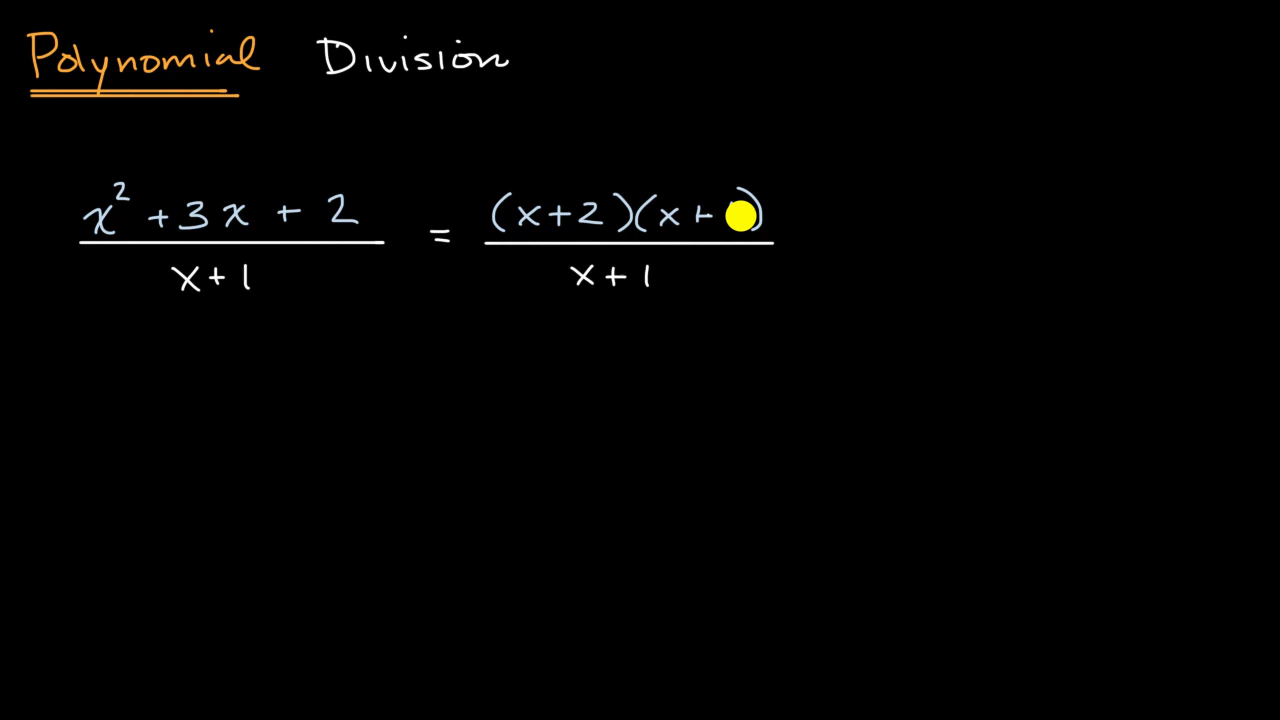 Polynomial Division
x² + 3x + 2 = (x+2)(x+ )
x+1 x+1